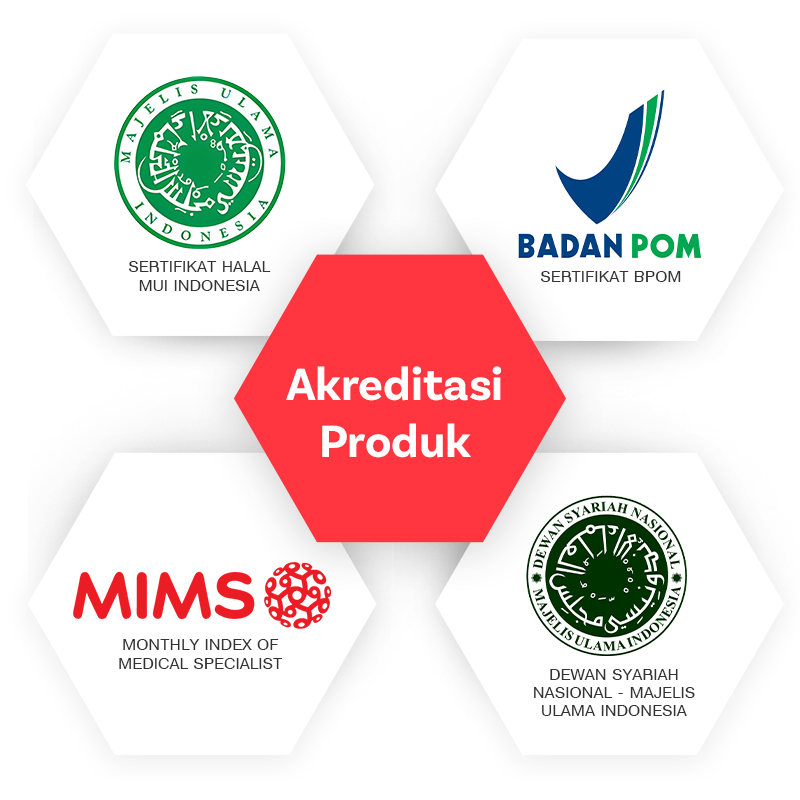 MAJELIS ULAMA
INDONESIA
SERTIFIKAT HALAL
MUI INDONESIA
BADAN POM
SERTIFIKAT BPOM
Akreditasi
Produk
MIMS
MONTHLY INDEX OF
MEDICAL SPECIALIST
DEWAN SYARIAH NASIONAL
MAJELIS ULAMA INDONESIA
DEWAN SYARIAH
NASIONAL - MAJELIS
ULAMA INDONESIA